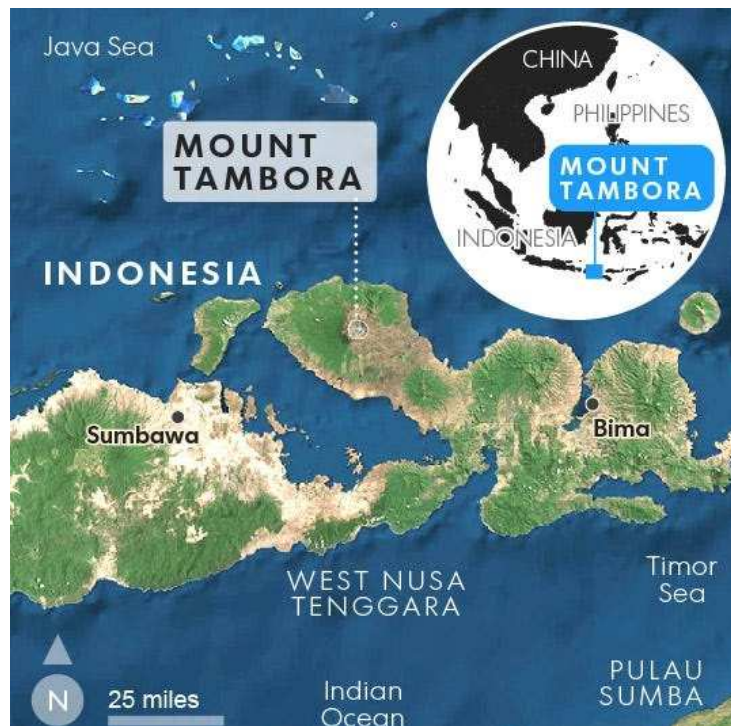 Java Sea
CHINA
PHILIPPINES
MOUNT
TAMBORA
MOUNT
TAMBORA
INDONESIA
INDONESIA
Sumbawa
Bima
WEST NUSA
TENGGARA
Timor
Sea
PULAU
SUMBA
N
25 miles
Indian
Ocean